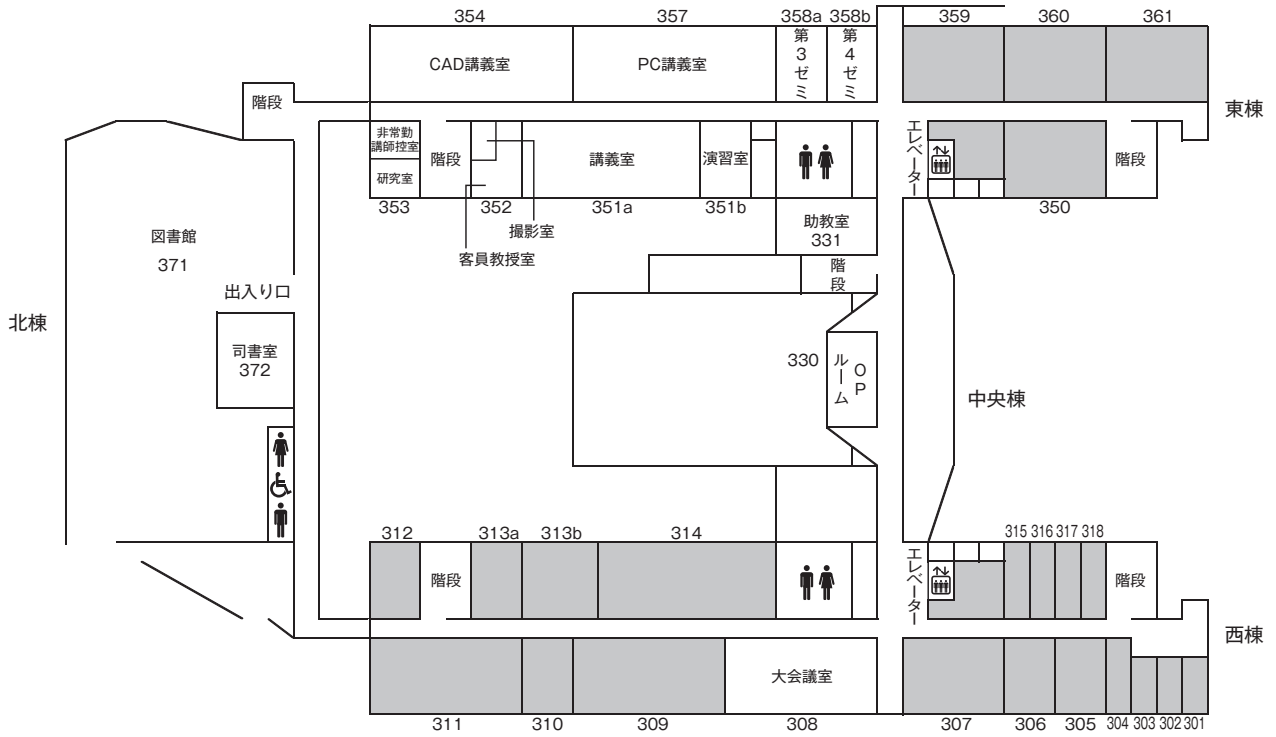 354
357
358a
358b
359
360
361
CAD講義室
PC講義室
第3ゼミ
第4ゼミ
階段
東棟
非常勤
講師控室
研究室
階段
講義室
演習室
エレベーター
階段
353
352
351a
351b
350
撮影室
客員教授室
助教室
331
階段
図書館
371
出入り口
北棟
司書室
372
330
OP
ルーム
中央棟
312
313a
313b
314
315
316
317
318
階段
エレベーター
階段
西棟
大会議室
311
310
309
308
307
306
305
304
303
302
301